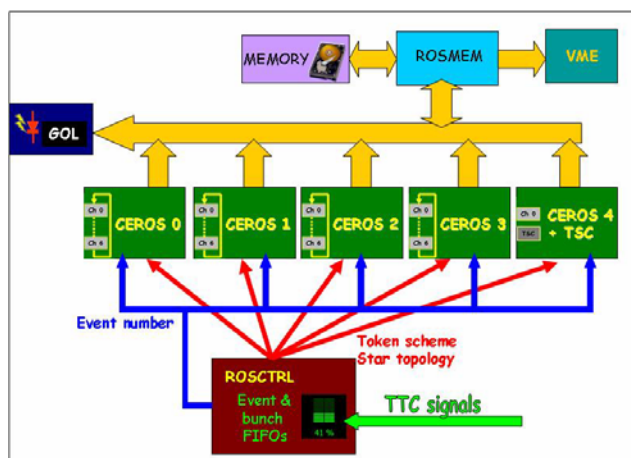 MEMORY
ROSMEM
VME
GOL
Ch 0
Ch 6
CEROS 0
Ch 0
Ch 6
CEROS 1
Ch 0
Ch 6
CEROS 2
Ch 0
Ch 6
CEROS 3
Ch 0
TSC
CEROS 4
+ TSC
Event number
Token scheme
Star topology
ROSCTRL
Event &
bunch
FIFOs
41 %
TTC signals